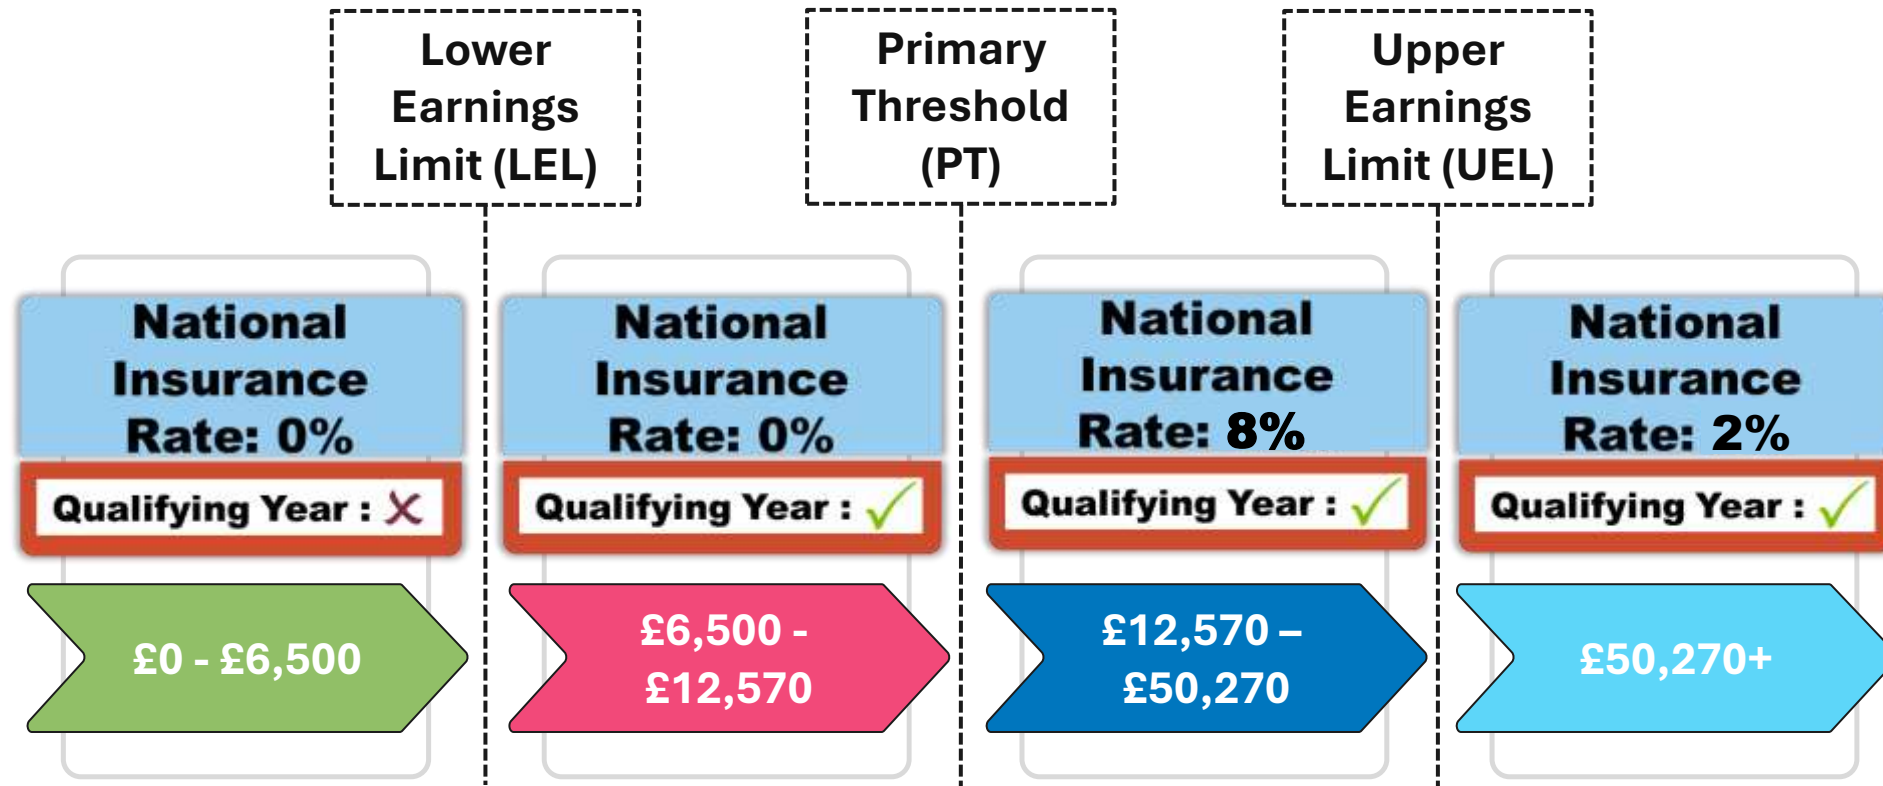 Lower
Earnings
Limit (LEL)
Primary
Threshold
(PT)
Upper
Earnings
Limit (UEL)
National
Insurance
Rate: 0%
Qualifying Year : ✗
£0 - £6,500
National
Insurance
Rate: 0%
Qualifying Year : ✓
£6,500 -
£12,570
National
Insurance
Rate: 8%
Qualifying Year : ✓
£12,570 –
£50,270
National
Insurance
Rate: 2%
Qualifying Year : ✓
£50,270+